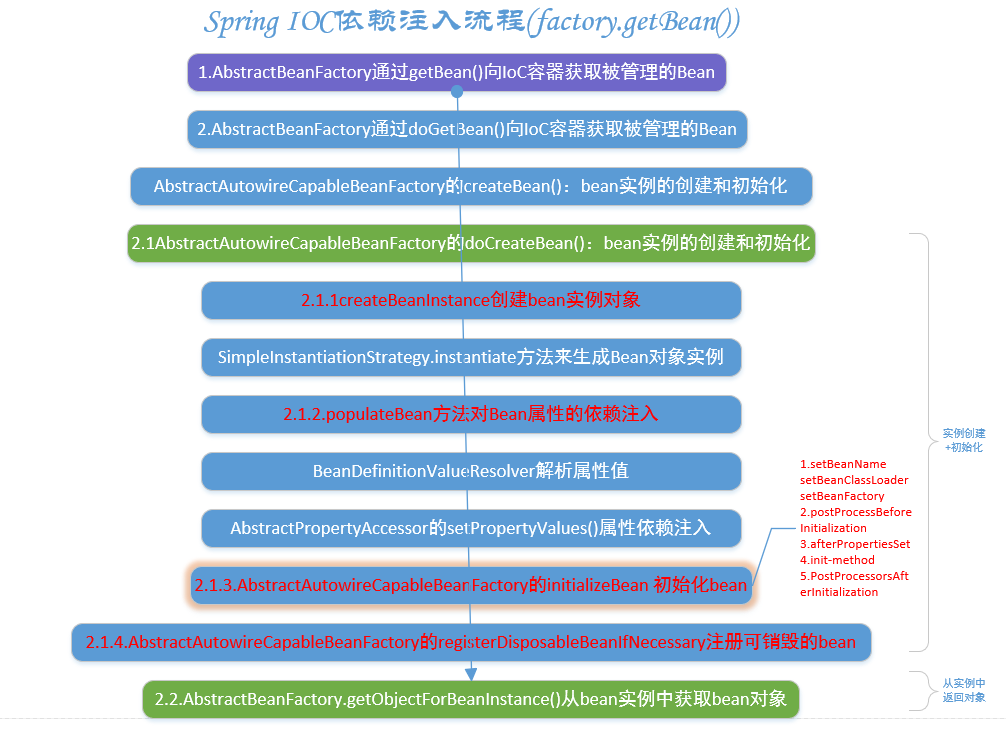 Spring IOC依赖注入流程(factory.getBean())
1.AbstractBeanFactory通过getBean()向IoC容器获取被管理的Bean
2.AbstractBeanFactory通过doGetBean()向IoC容器获取被管理的Bean
AbstractAutowireCapableBeanFactory的createBean()：bean实例的创建和初始化
2.1AbstractAutowireCapableBeanFactory的doCreateBean()：bean实例的创建和初始化
2.1.1createBeanInstance创建bean实例对象
SimpleInstantiationStrategy.instantiate方法来生成Bean对象实例
2.1.2.populateBean方法对Bean属性的依赖注入
BeanDefinitionValueResolver解析属性值
AbstractPropertyAccessor的setPropertyValues()属性依赖注入
2.1.3.AbstractAutowireCapableBeanFactory的initializeBean 初始化bean
2.1.4.AbstractAutowireCapableBeanFactory的registerDisposableBeanIfNecessary注册可销毁的bean
2.2.AbstractBeanFactory.getObjectForBeanInstance()从bean实例中获取bean对象
1.setBeanName
setBeanClassLoader
setBeanFactory
2.postProcessBefore
Initialization
3.afterPropertiesSet
4.init-method
5.PostProcessorsAft
erInitialization
实例创建
+初始化
从实例中
返回对象